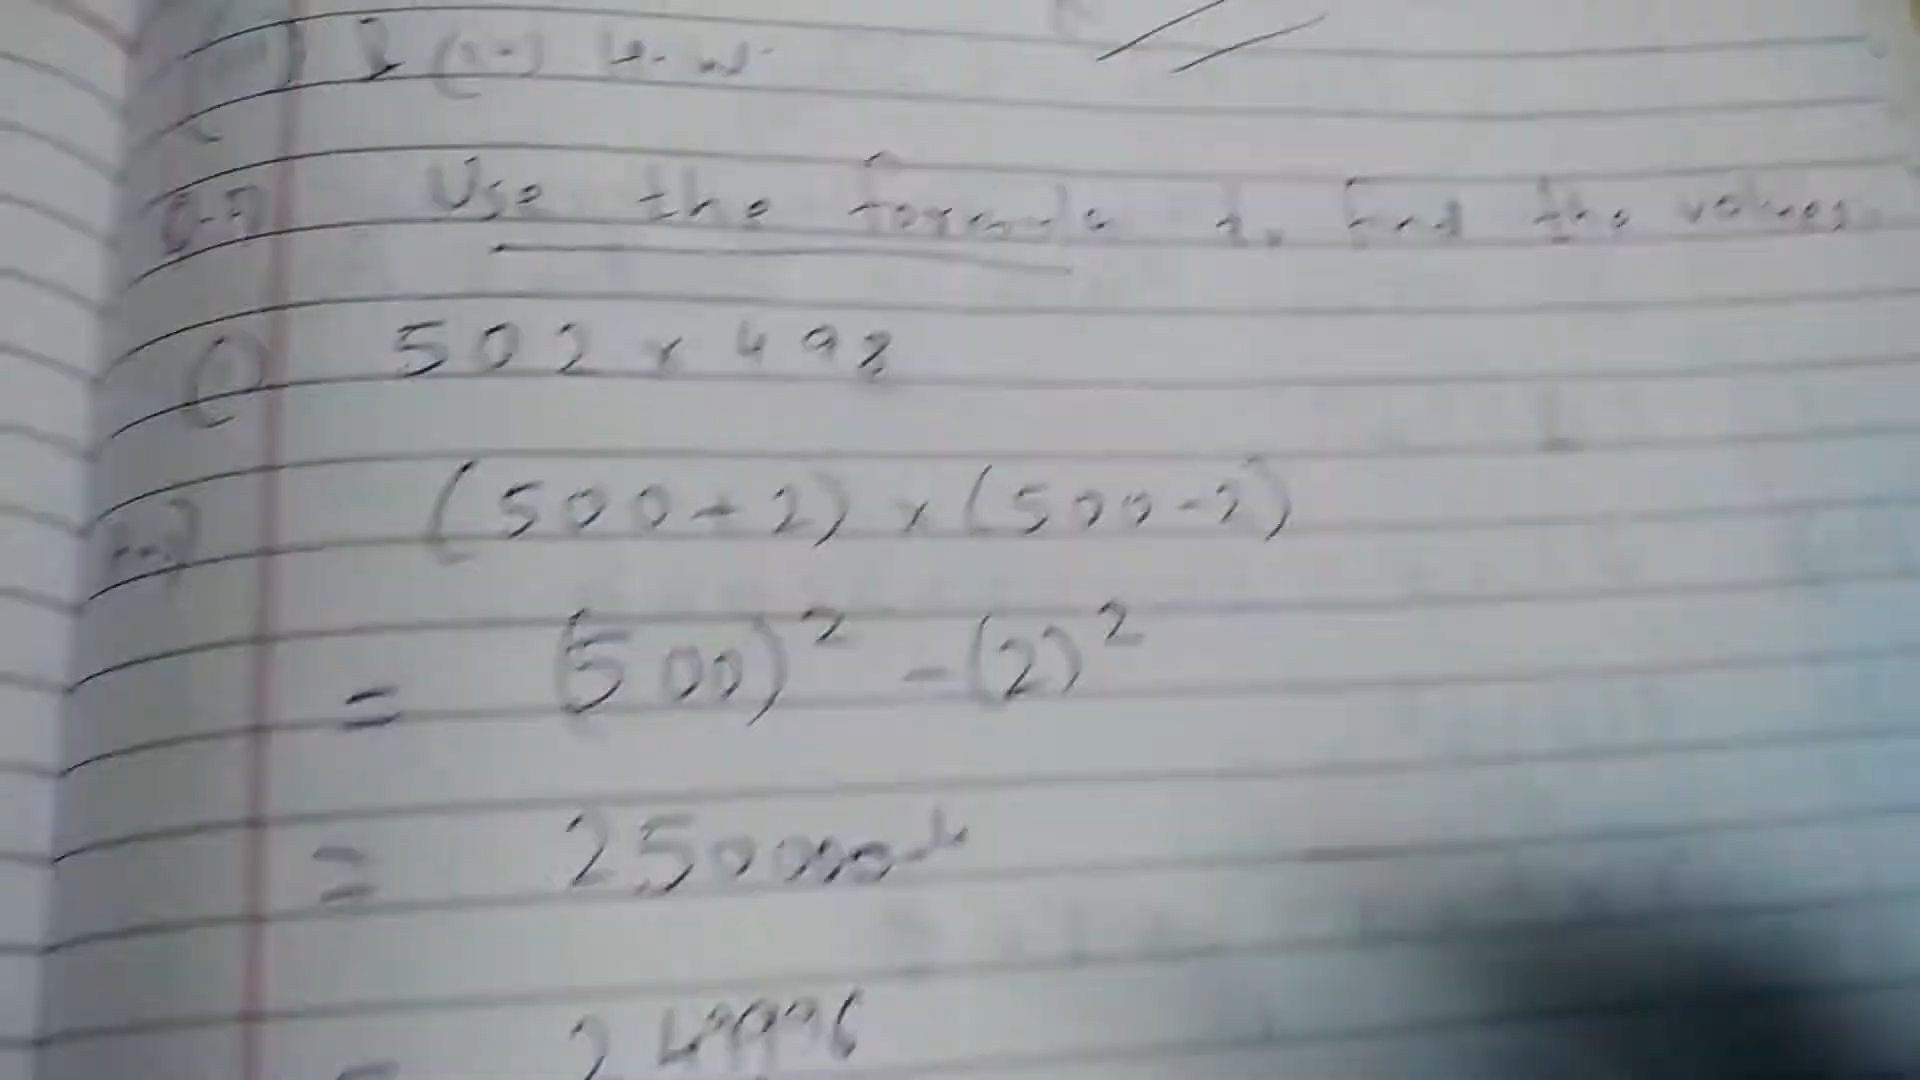 Use the formula to find the values.
502 x 498
(500+2) x (500-2)
= (500)² - (2)²
= 250000-4
= 249996